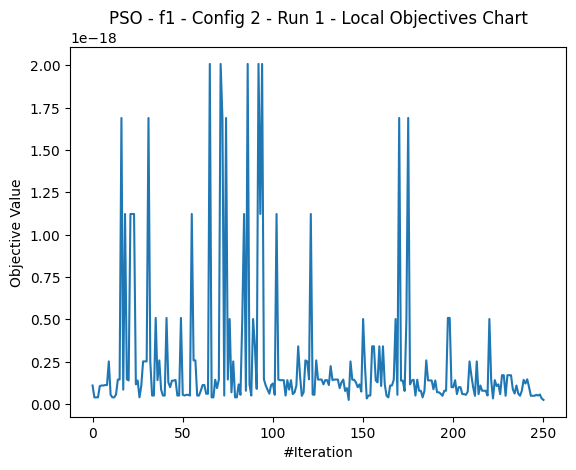 PSO - f1 - Config 2 - Run 1 - Local Objectives Chart
1e−18
2.00
1.75
1.50
1.25
1.00
0.75
0.50
0.25
0.00
Objective Value
0 50 100 150 200 250
#Iteration